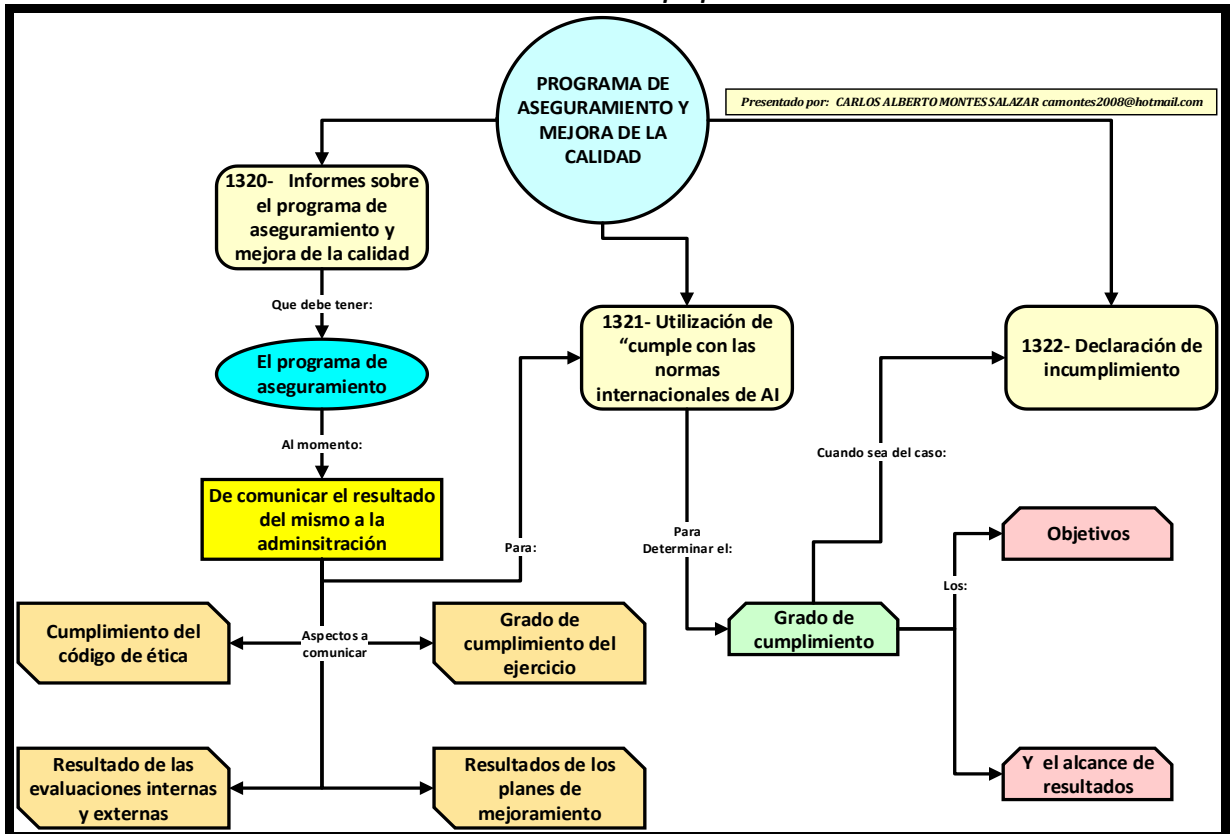 PROGRAMA DE
ASEGURAMIENTO Y
MEJORA DE LA
CALIDAD
Presentado por: CARLOS ALBERTO MONTES SALAZAR camontes2008@hotmail.com
1320- Informes sobre
el programa de
aseguramiento y
mejora de la calidad
Que debe tener:
El programa de
aseguramiento
Al momento:
De comunicar el resultado
del mismo a la
adminsitración
Para:
1321- Utilización de
“cumple con las
normas
internacionales de AI
1322- Declaración de
incumplimiento
Cuando sea del caso:
Para
Determinar el:
Grado de
cumplimiento
Los:
Objetivos
Y el alcance de
resultados
Aspectos a
comunicar
Cumplimiento del
código de ética
Grado de
cumplimiento del
ejercicio
Resultado de las
evaluaciones internas
y externas
Resultados de los
planes de
mejoramiento